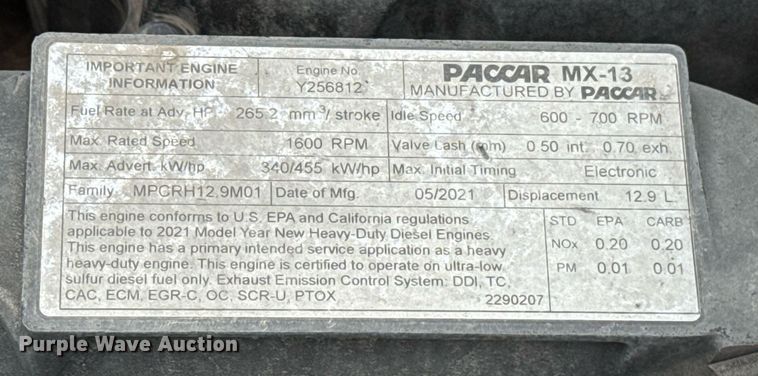 IMPORTANT ENGINE INFORMATION
Engine No. Y256812
PACCAR MX-13
MANUFACTURED BY PACCAR
Fuel Rate at Adv. HP 265.2 mm³/ stroke Idle Speed 600 - 700 RPM
Max. Rated Speed 1600 RPM Valve Lash (mm) 0.50 int. 0.70 exh.
Max. Advert. kW/hp 340/455 kW/hp Max. Initial Timing Electronic
Family MPCRH12.9M01 Date of Mfg. 05/2021 Displacement 12.9 L
This engine conforms to U.S. EPA and California regulations
applicable to 2021 Model Year New Heavy-Duty Diesel Engines.
This engine has a primary intended service application as a heavy
heavy-duty engine. This engine is certified to operate on ultra-low
sulfur diesel fuel only. Exhaust Emission Control System: DDI, TC,
CAC, ECM, EGR-C, OC, SCR-U, PTOX 2290207
STD EPA CARB
NOx 0.20 0.20
PM 0.01 0.01
Purple Wave Auction